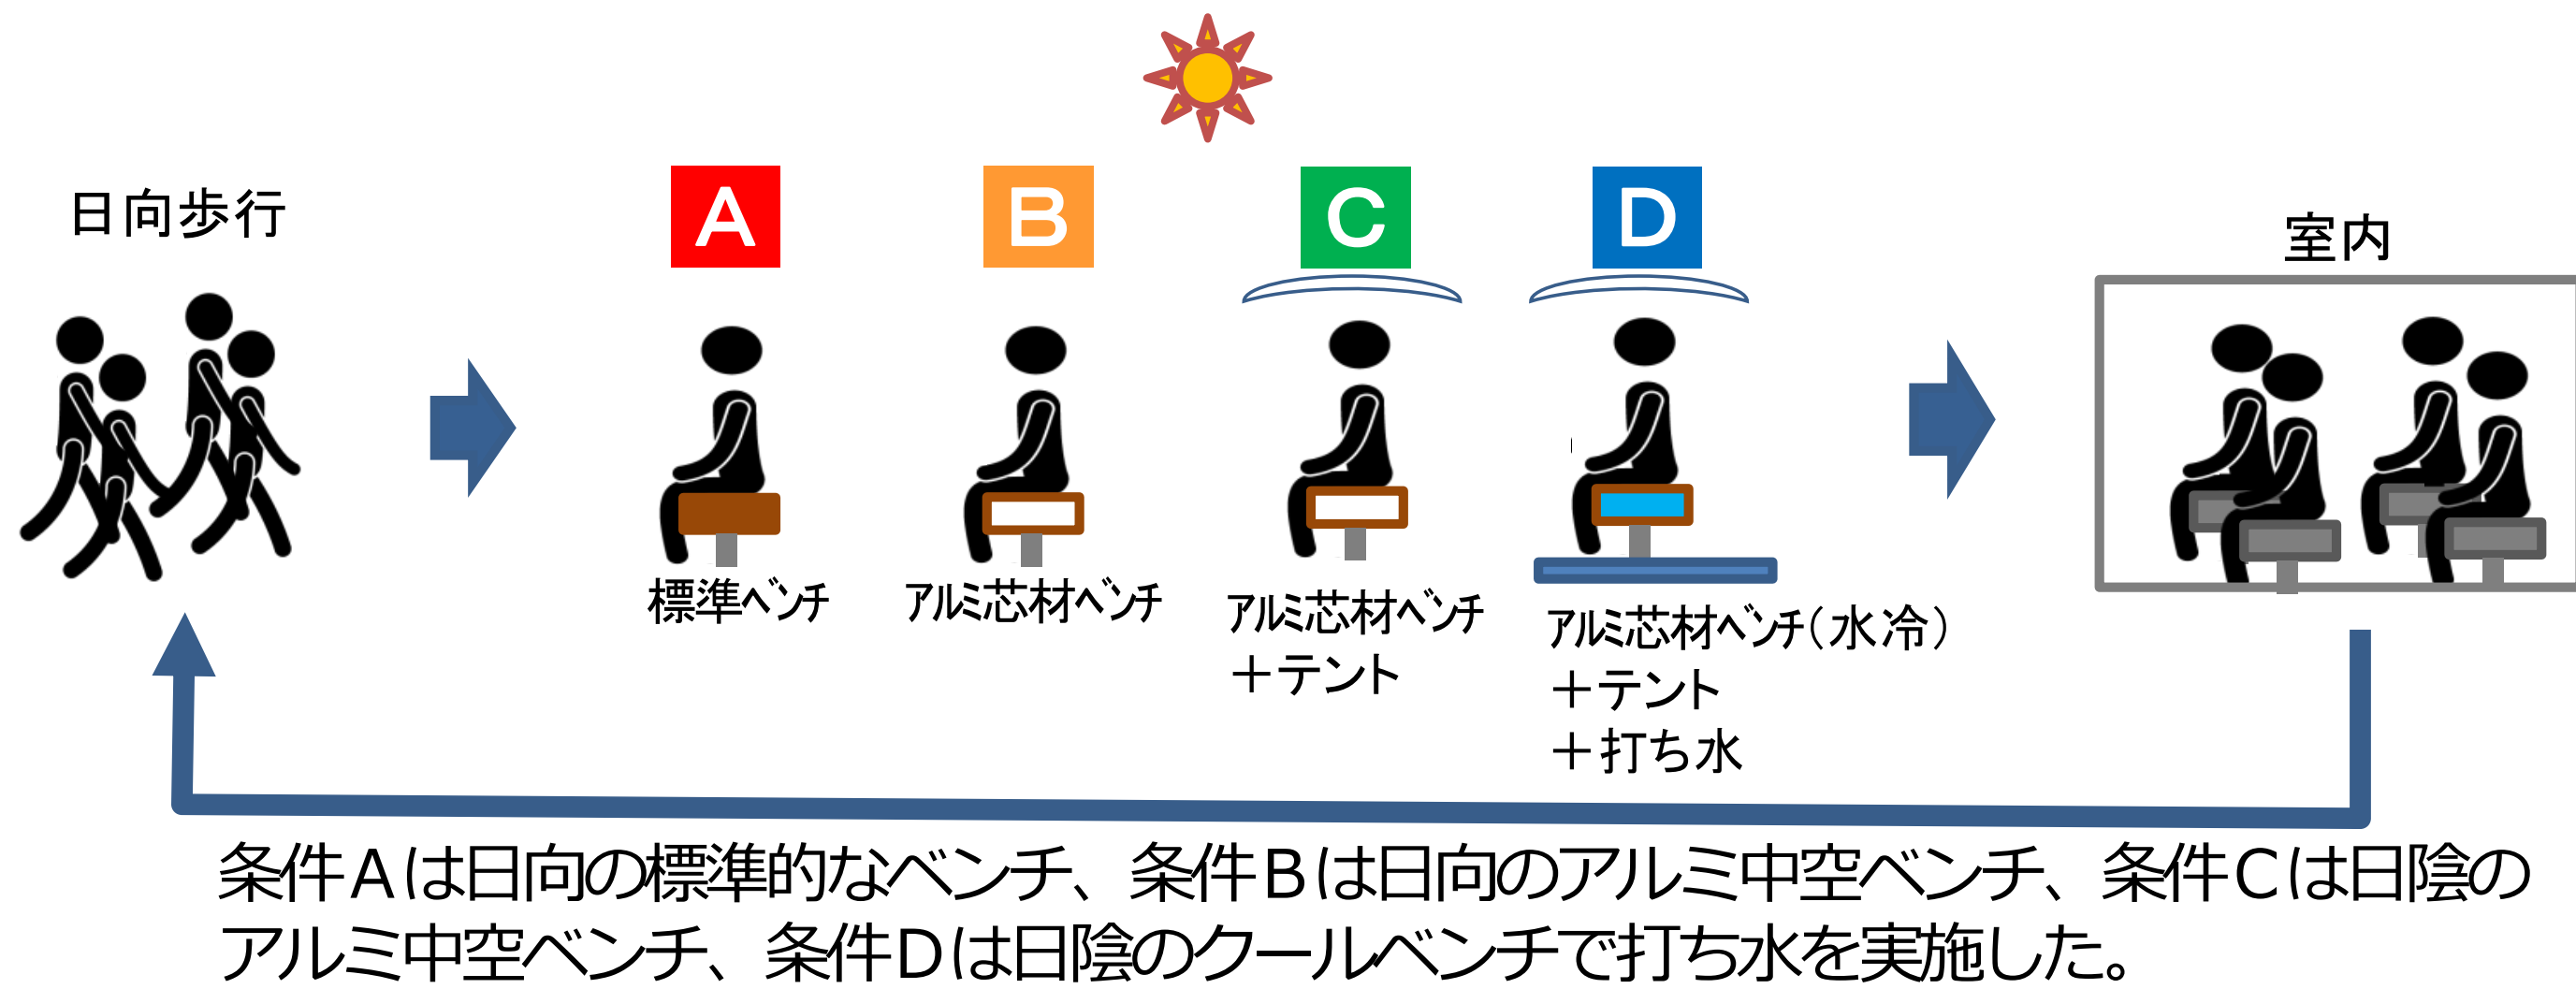 日向歩行
A
B
C
D
室内
標準ベンチ
アルミ芯材ベンチ
アルミ芯材ベンチ
＋テント
アルミ芯材ベンチ（水冷）
＋テント
＋打ち水
条件Aは日向の標準的なベンチ、条件Bは日向のアルミ中空ベンチ、条件Cは日陰の
アルミ中空ベンチ、条件Dは日陰のクールベンチで打ち水を実施した。